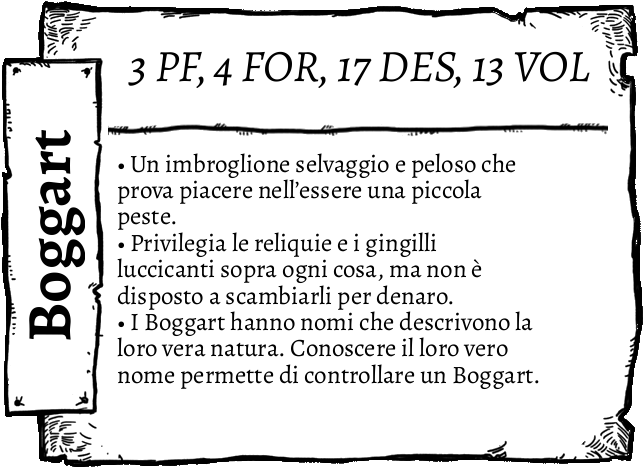 Boggart
3 PF, 4 FOR, 17 DES, 13 VOL
• Un imbroglione selvaggio e peloso che
prova piacere nell’essere una piccola
peste.
• Privilegia le reliquie e i gingilli
luccicanti sopra ogni cosa, ma non è
disposto a scambiarli per denaro.
• I Boggart hanno nomi che descrivono la
loro vera natura. Conoscere il loro vero
nome permette di controllare un Boggart.